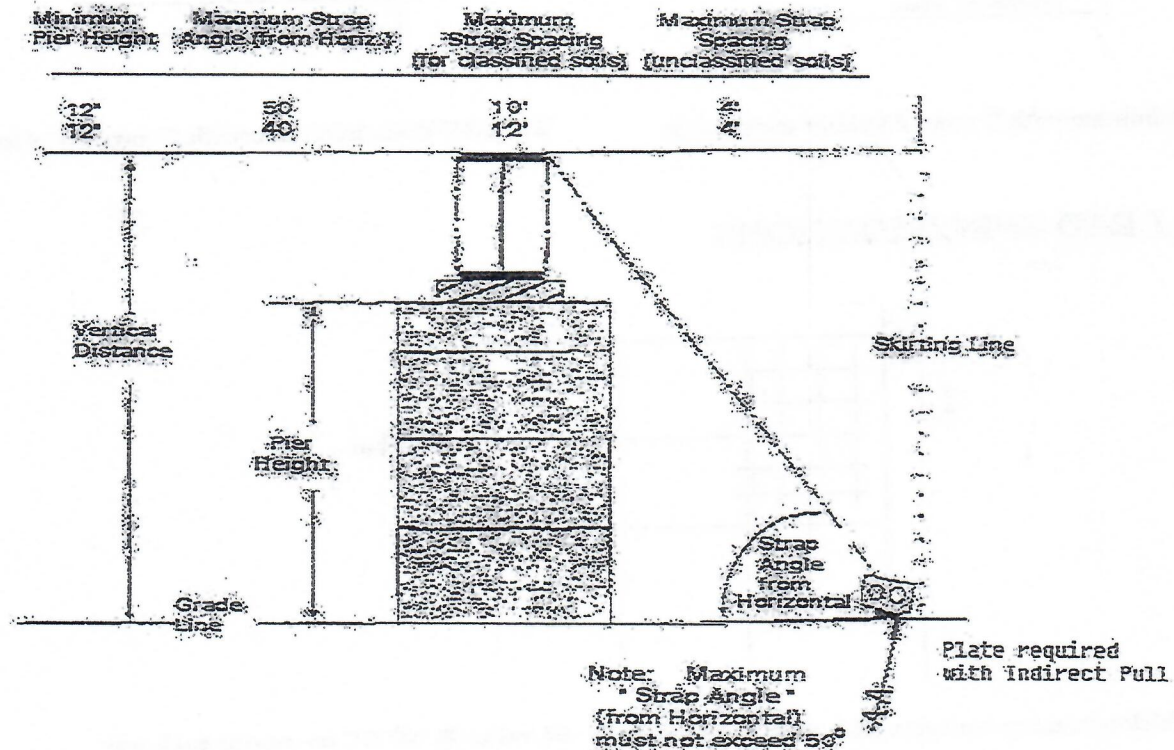 Minimum
Pier Height
Maximum Strap
Angle (from Horiz.)
Maximum
Strap Spacing
(for classified soils)
Maximum Strap
Spacing
(unclassified soils)
12" 50 10'
12" 40 12' 4'
Vertical
Distance
Pier
Height
Skirting Line
Strap
Angle
from
Horizontal
Grade
Line
Plate required
with Indirect Pull
Note: Maximum
"Strap Angle"
(from Horizontal)
must not exceed 50°